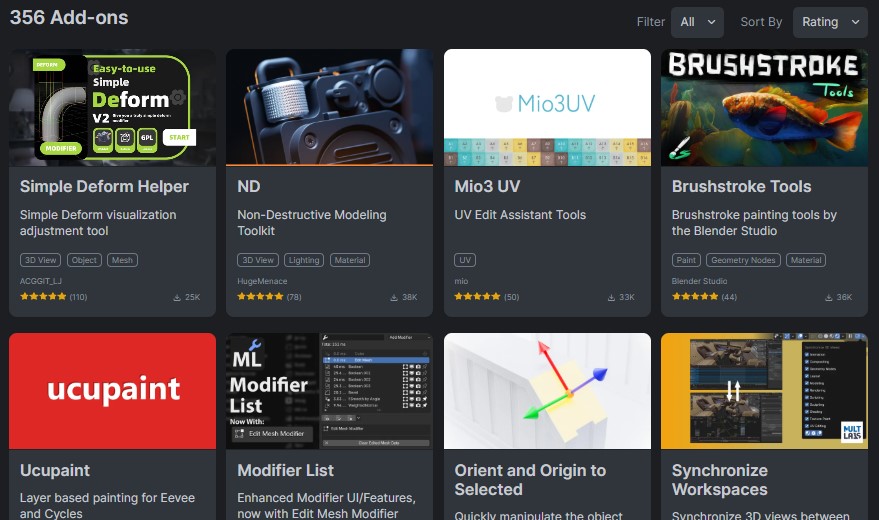 356 Add-ons
Filter All Sort By Rating
DEFORM
Easy-to-use
Simple
Deform
V2
START
MODIFIER
6PL
Mio3UV
BRUSHSTROKE
Tools
Simple Deform Helper
Simple Deform visualization
adjustment tool
3D View Object Mesh
ACGGIT_LJ
(110) 25K
ND
Non-Destructive Modeling
Toolkit
3D View Lighting Material
HugeMenace
(78) 38K
Mio3 UV
UV Edit Assistant Tools
UV
mio
(50) 33K
Brushstroke Tools
Brushstroke painting tools by
the Blender Studio
Paint Geometry Nodes Material
Blender Studio
(44) 36K
ucupaint
ML
Modifier
List
Now With:
Edit Mesh Modifier
Add Modifier
MULT
LABS
Ucupaint
Layer based painting for Eevee
and Cycles
Modifier List
Enhanced Modifier UI/Features,
now with Edit Mesh Modifier
Orient and Origin to
Selected
Quickly manipulate the object
Synchronize
Workspaces
Synchronize 3D views between